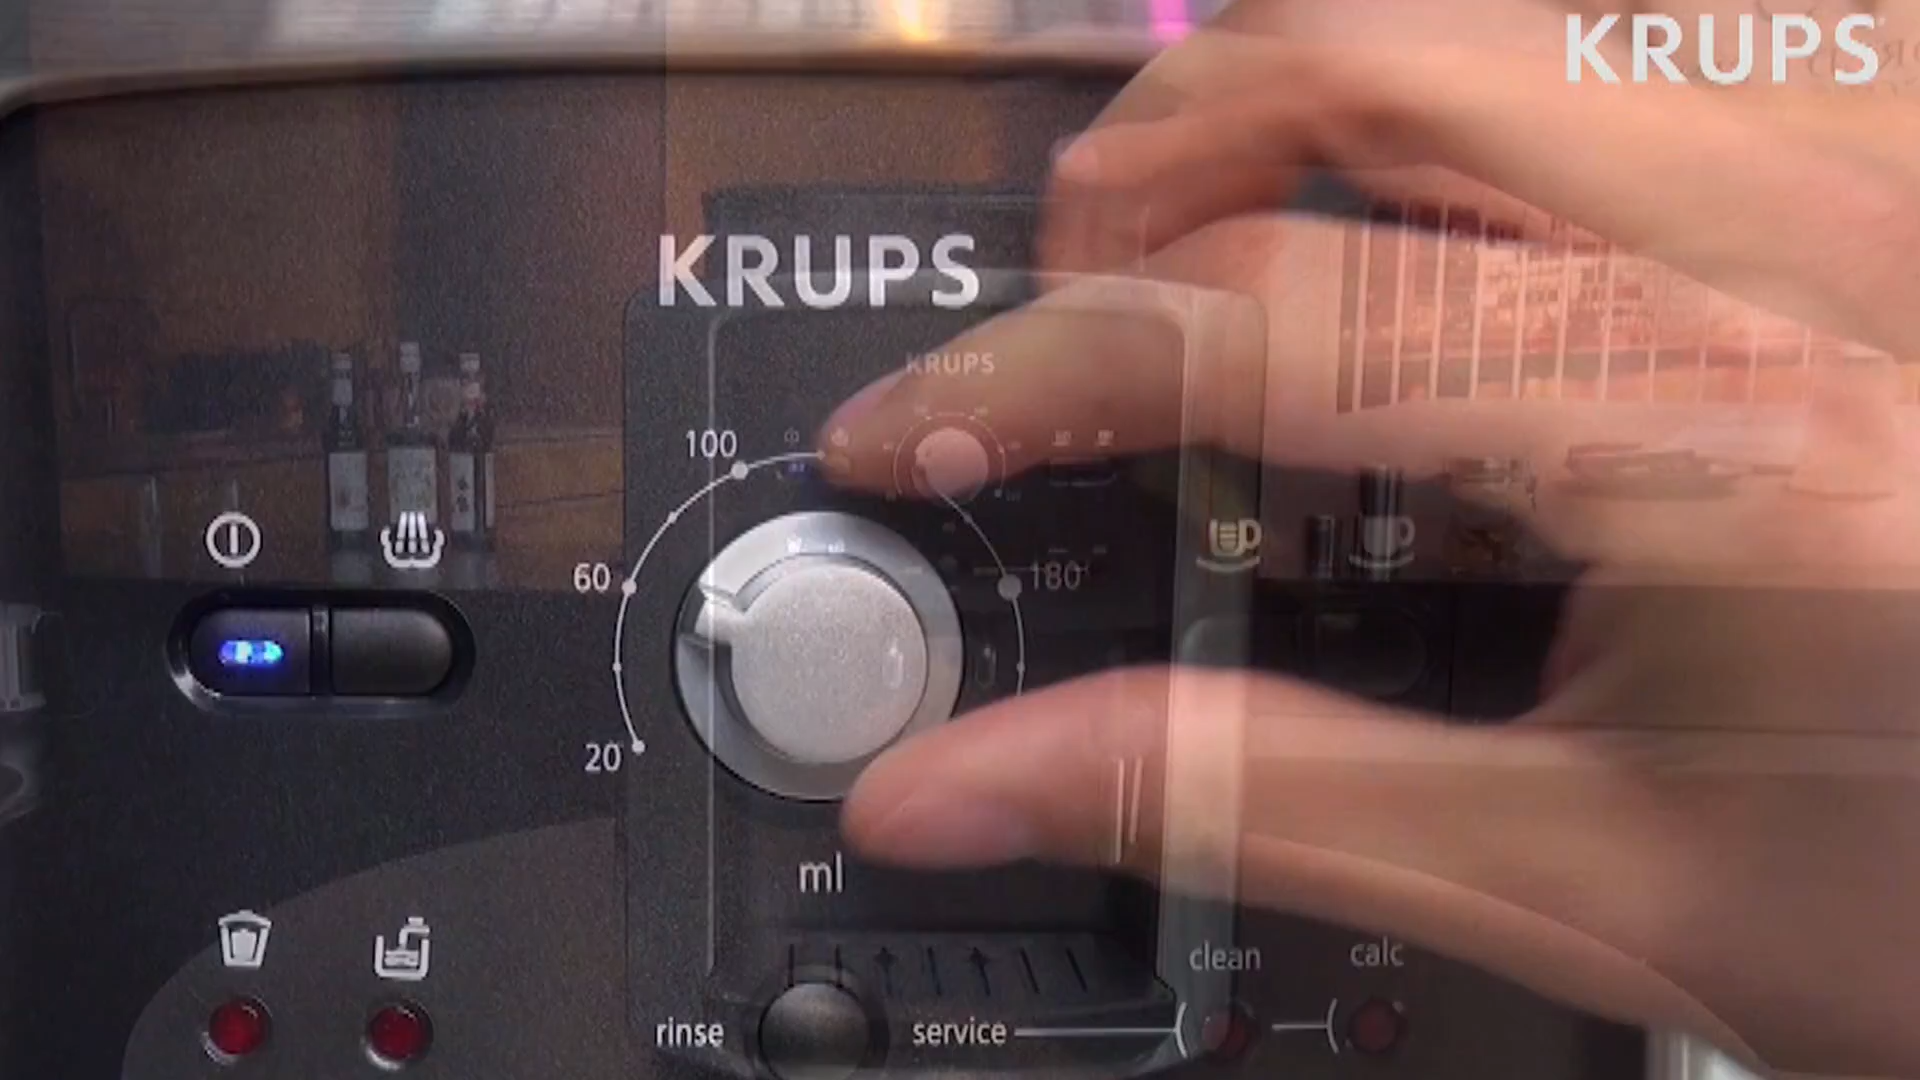 KRUPS
KRUPS
KRUPS
100
60
180
20
ml
clean
calc
rinse
service